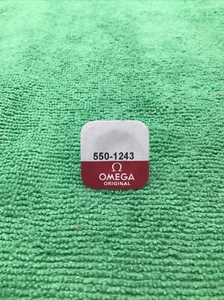 550-1243
Ω
OMEGA
ORIGINAL